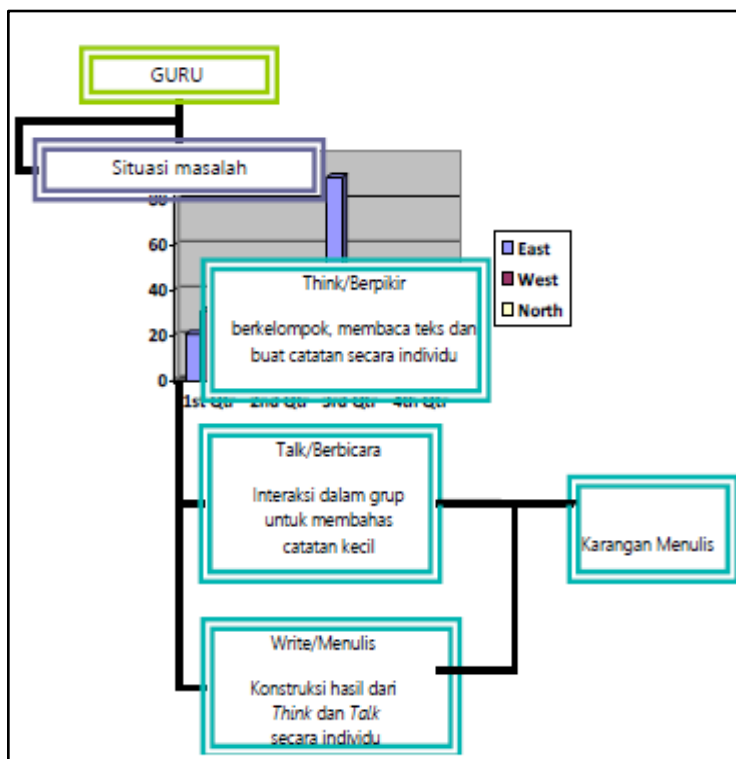 GURU
Situasi masalah
80
60
40
20
0
East
West
North
Think/Berpikir
berkelompok, membaca teks dan
buat catatan secara individu
1st Qtr 2nd Qtr 3rd Qtr 4th Qtr
Talk/Berbicara
Interaksi dalam grup
untuk membahas
catatan kecil
Karangan Menulis
Write/Menulis
Konstruksi hasil dari
Think dan Talk
secara individu